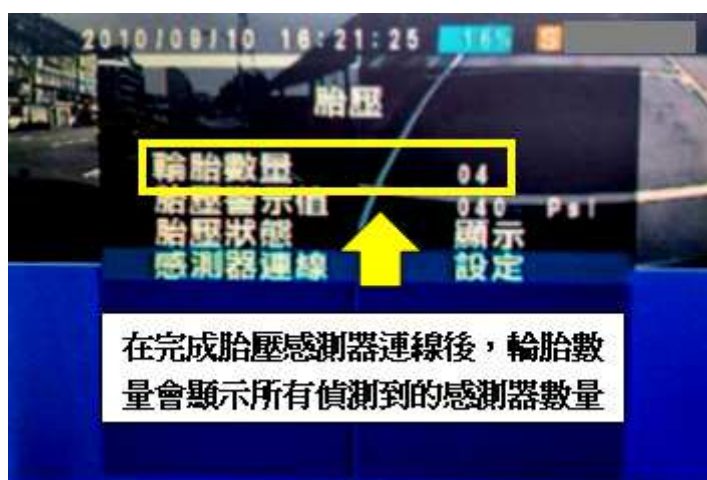 2010/08/10 16:21:25 16% S
胎壓
輪胎數量 04
胎壓警示值 040 Psi
胎壓狀態 顯示
感測器連線 設定
在完成胎壓感測器連線後，輪胎數
量會顯示所有偵測到的感測器數量